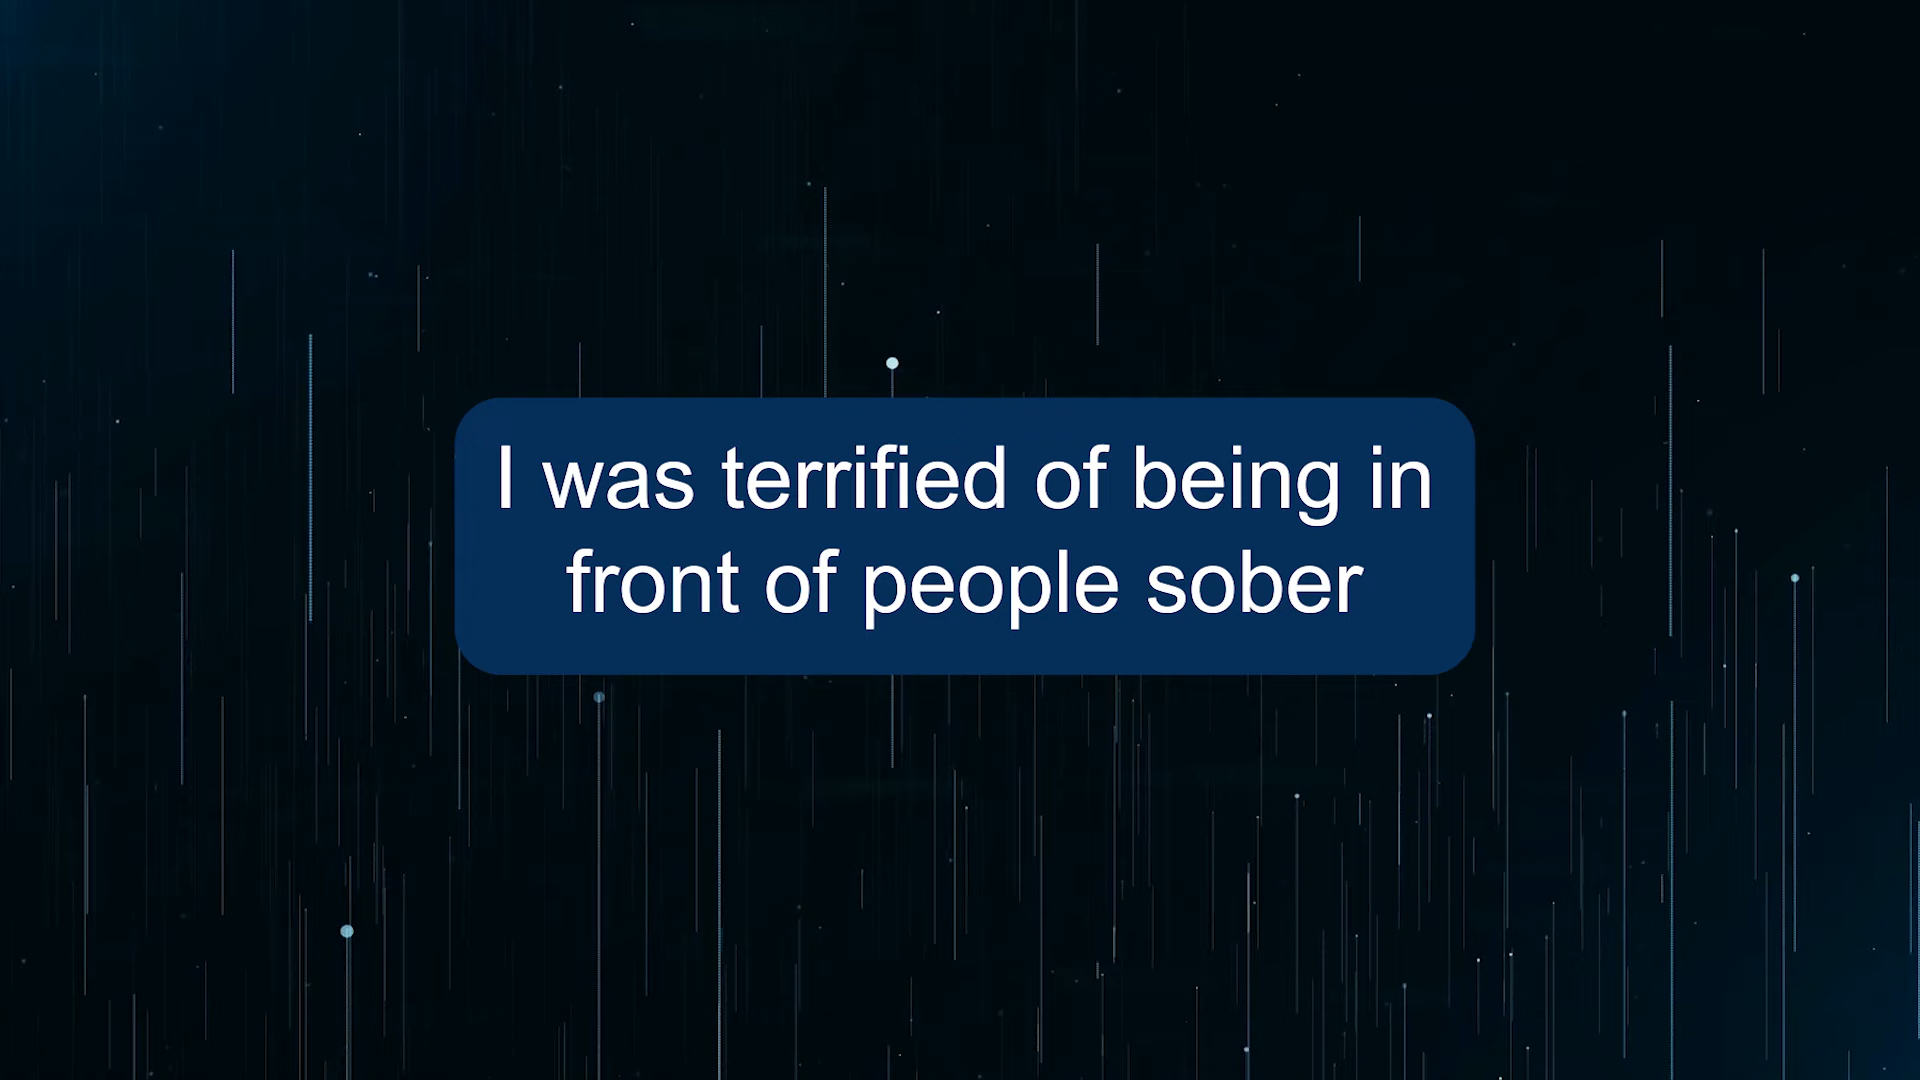 I was terrified of being in
front of people sober